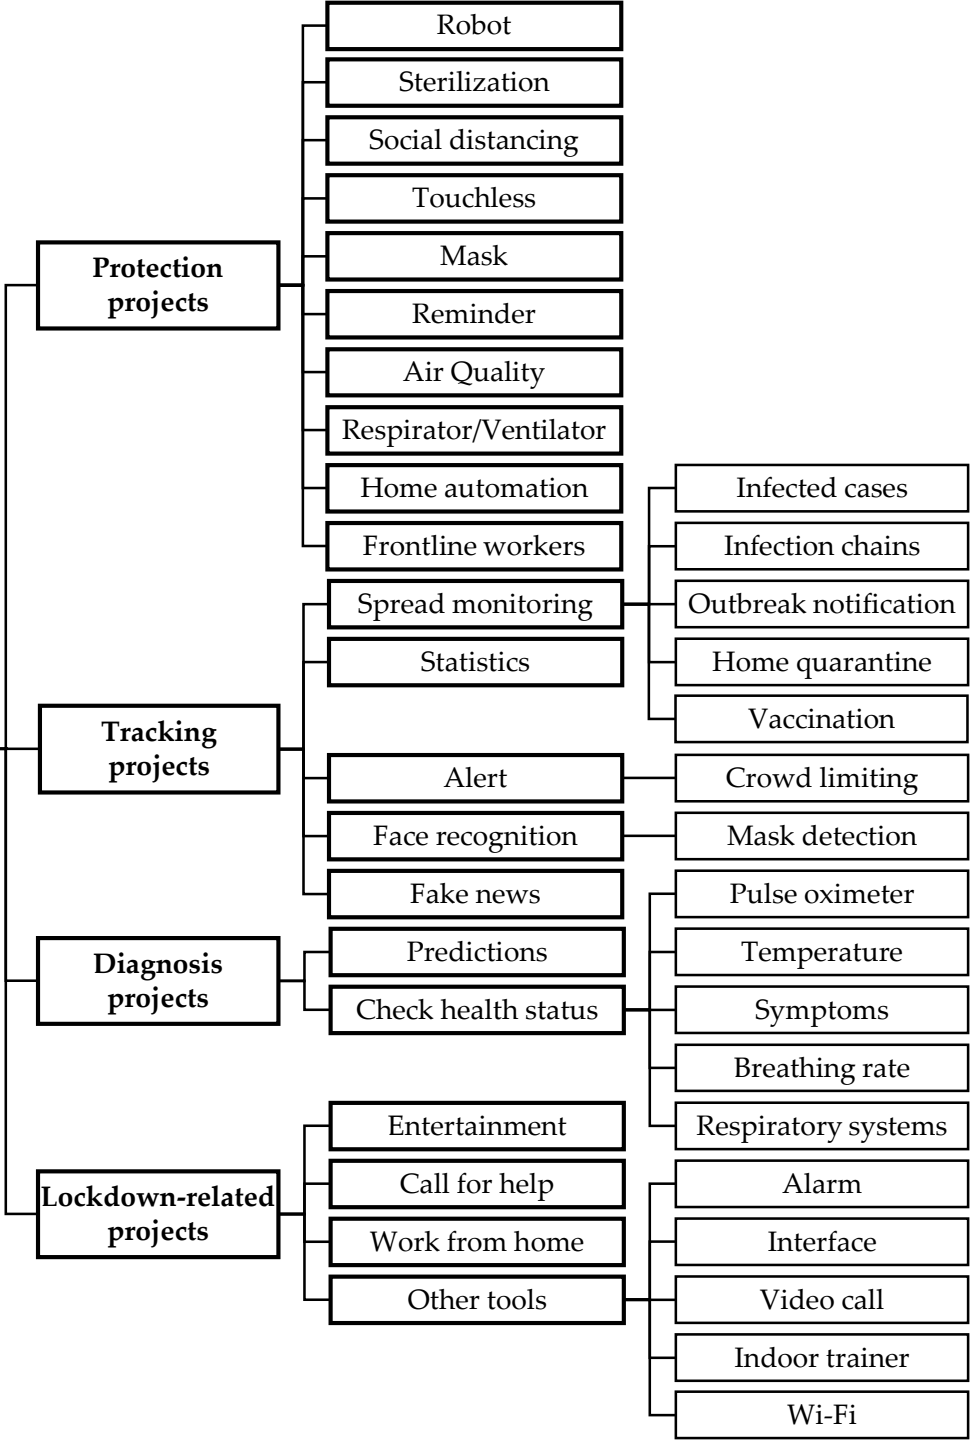 Robot
Sterilization
Social distancing
Touchless
Mask
Protection
projects
Reminder
Air Quality
Respirator/Ventilator
Home automation
Frontline workers
Infected cases
Infection chains
Spread monitoring
Outbreak notification
Statistics
Home quarantine
Vaccination
Tracking
projects
Alert
Crowd limiting
Face recognition
Mask detection
Fake news
Pulse oximeter
Predictions
Temperature
Diagnosis
projects
Check health status
Symptoms
Breathing rate
Entertainment
Respiratory systems
Call for help
Alarm
Lockdown-related
projects
Work from home
Interface
Other tools
Video call
Indoor trainer
Wi-Fi